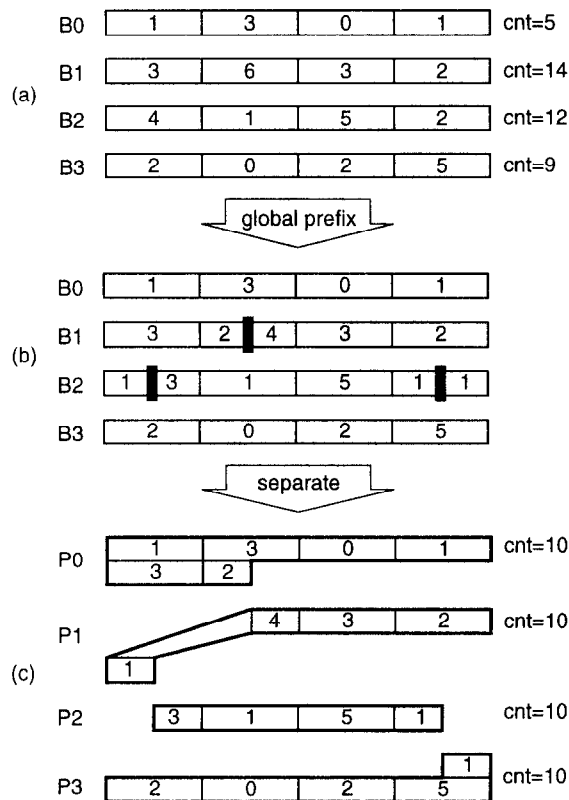 B0 1 3 0 1 cnt=5
B1 3 6 3 2 cnt=14
(a)
B2 4 1 5 2 cnt=12
B3 2 0 2 5 cnt=9
global prefix
B0 1 3 0 1
B1 3 2 4 3 2
(b)
B2 1 3 1 5 1 1
B3 2 0 2 5
separate
P0 1 3 0 1 cnt=10
3 2
P1 4 3 2 cnt=10
1
(c)
P2 3 1 5 1 cnt=10
1
P3 2 0 2 5 cnt=10